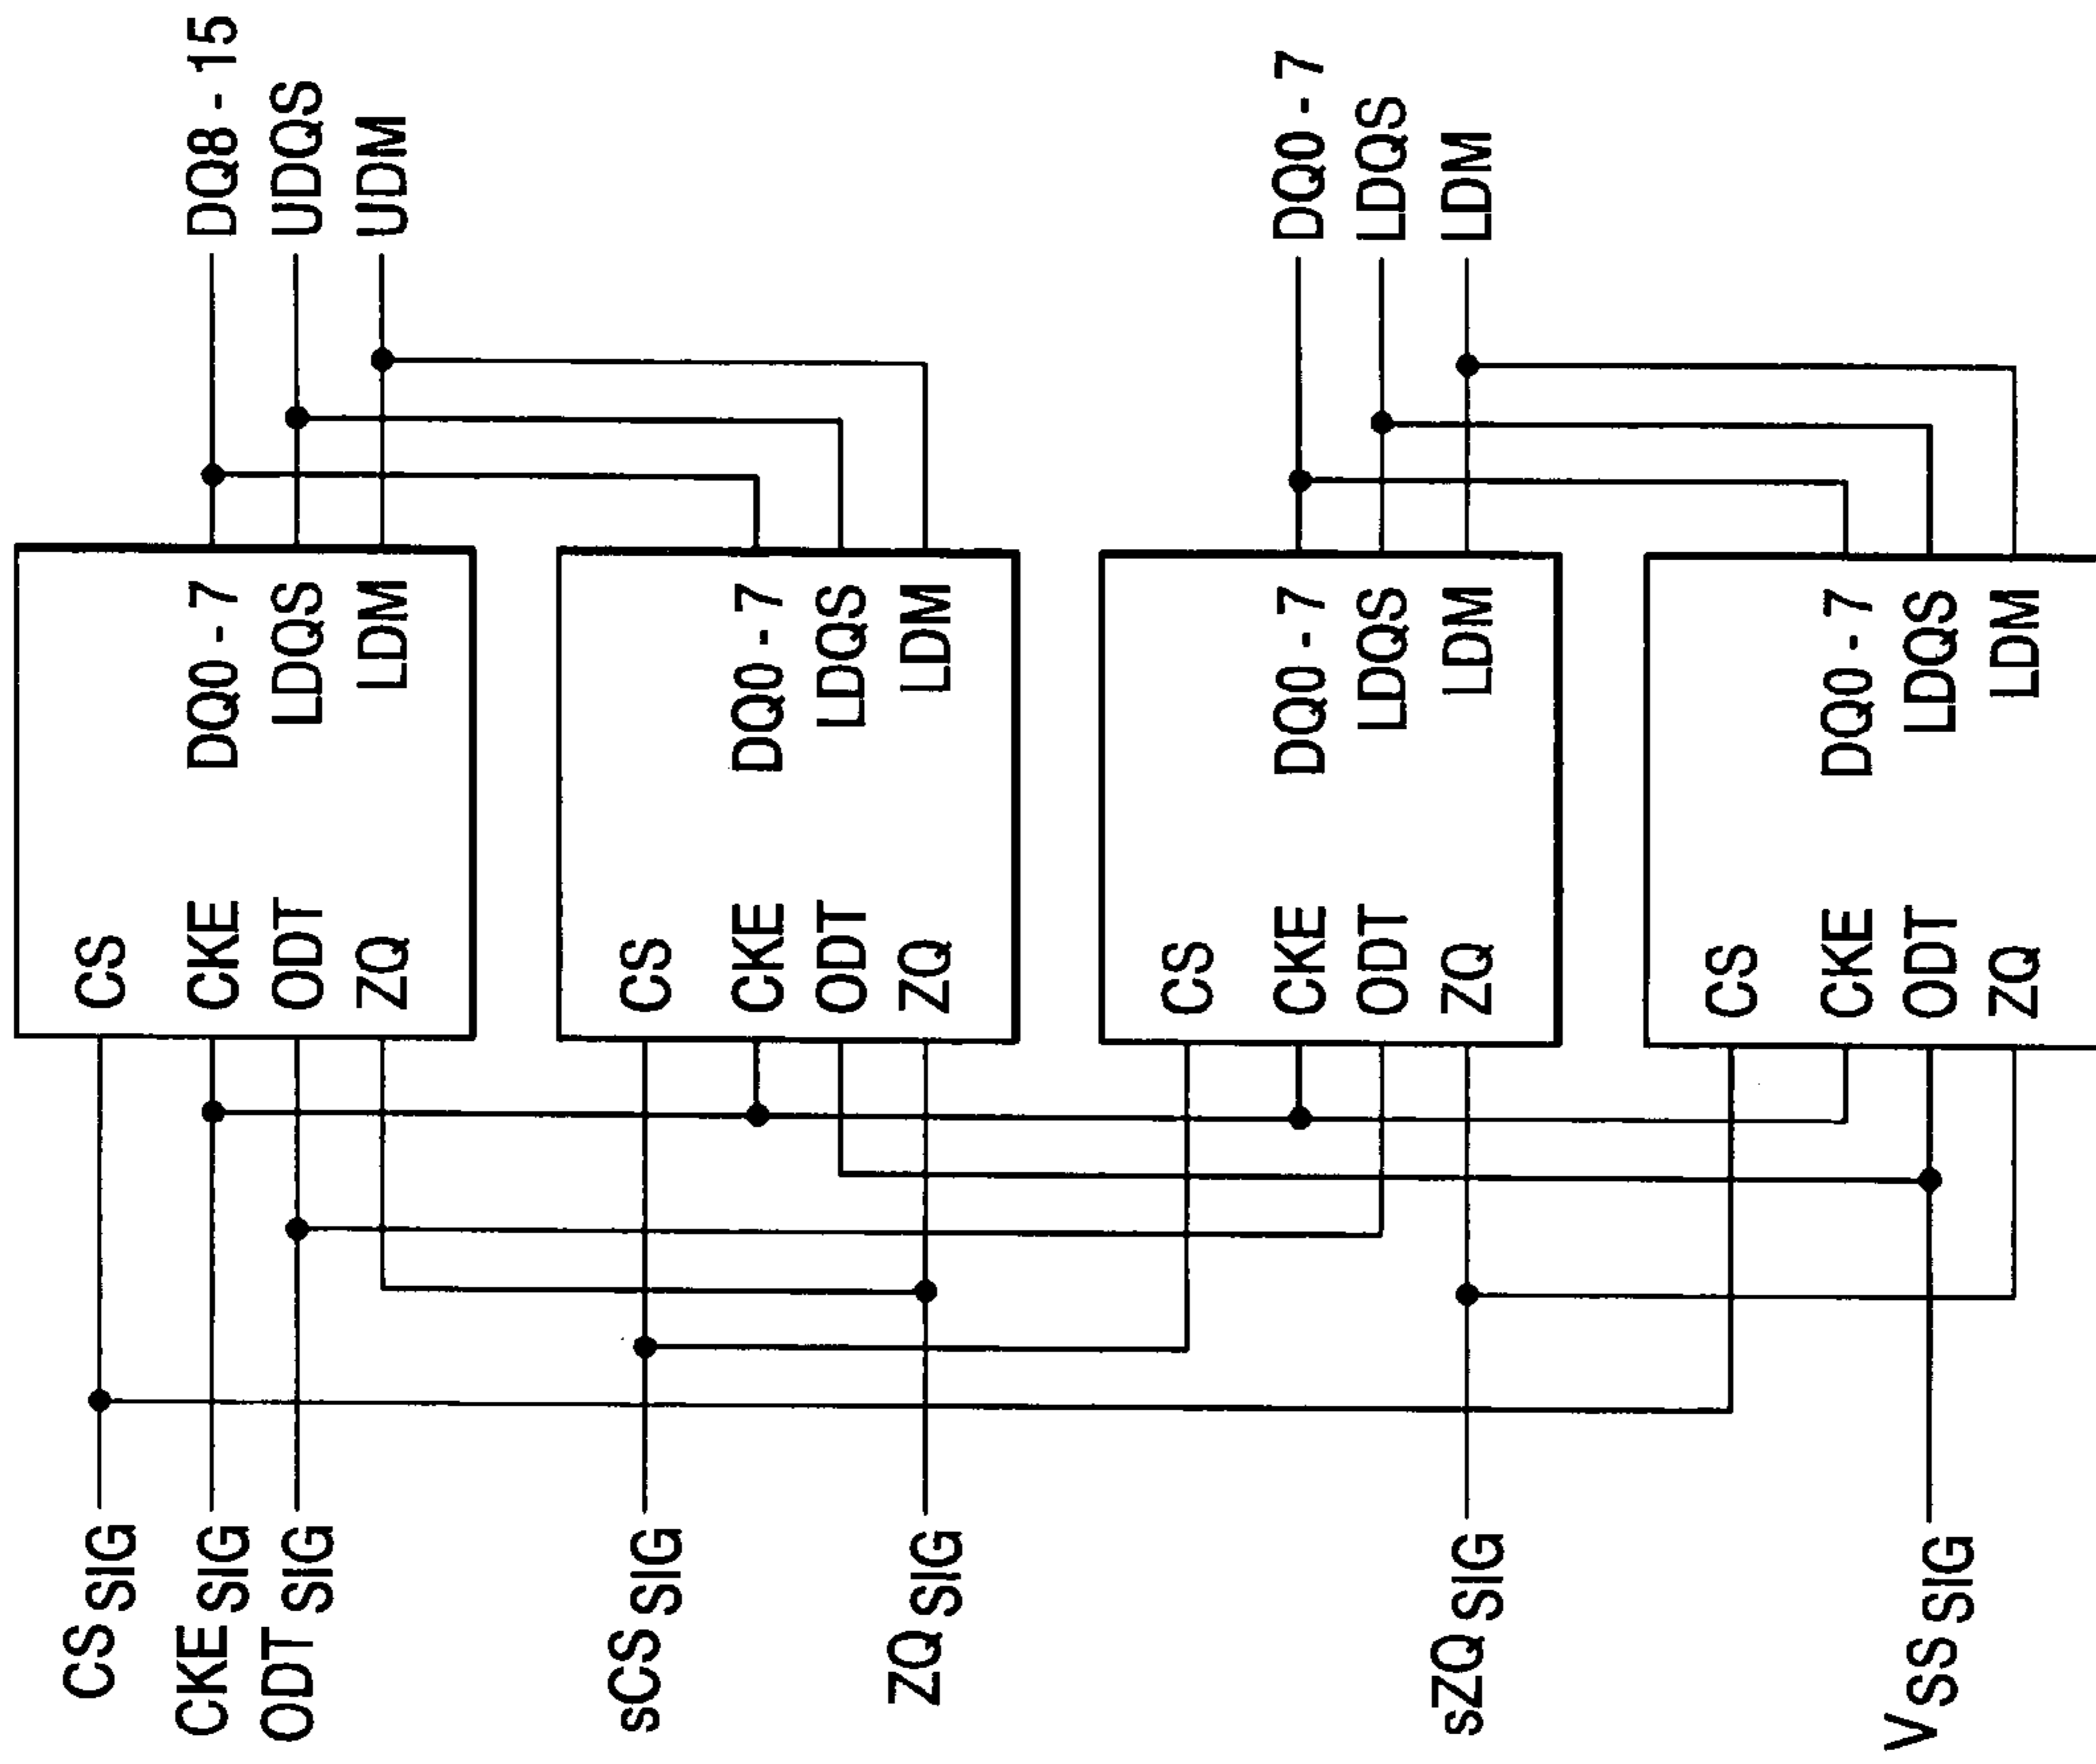 CS SIG
CKE SIG
ODT SIG
CS
CKE
ODT
ZQ
DQ0 - 7
LDQS
LDM
DQ8 - 15
UDQS
UDM
sCS SIG
ZQ SIG
CS
CKE
ODT
ZQ
DQ0 - 7
LDQS
LDM
sZQ SIG
CS
CKE
ODT
ZQ
DQ0 - 7
LDQS
LDM
DQ0 - 7
LDQS
LDM
VSS SIG
CS
CKE
ODT
ZQ
DQ0 - 7
LDQS
LDM